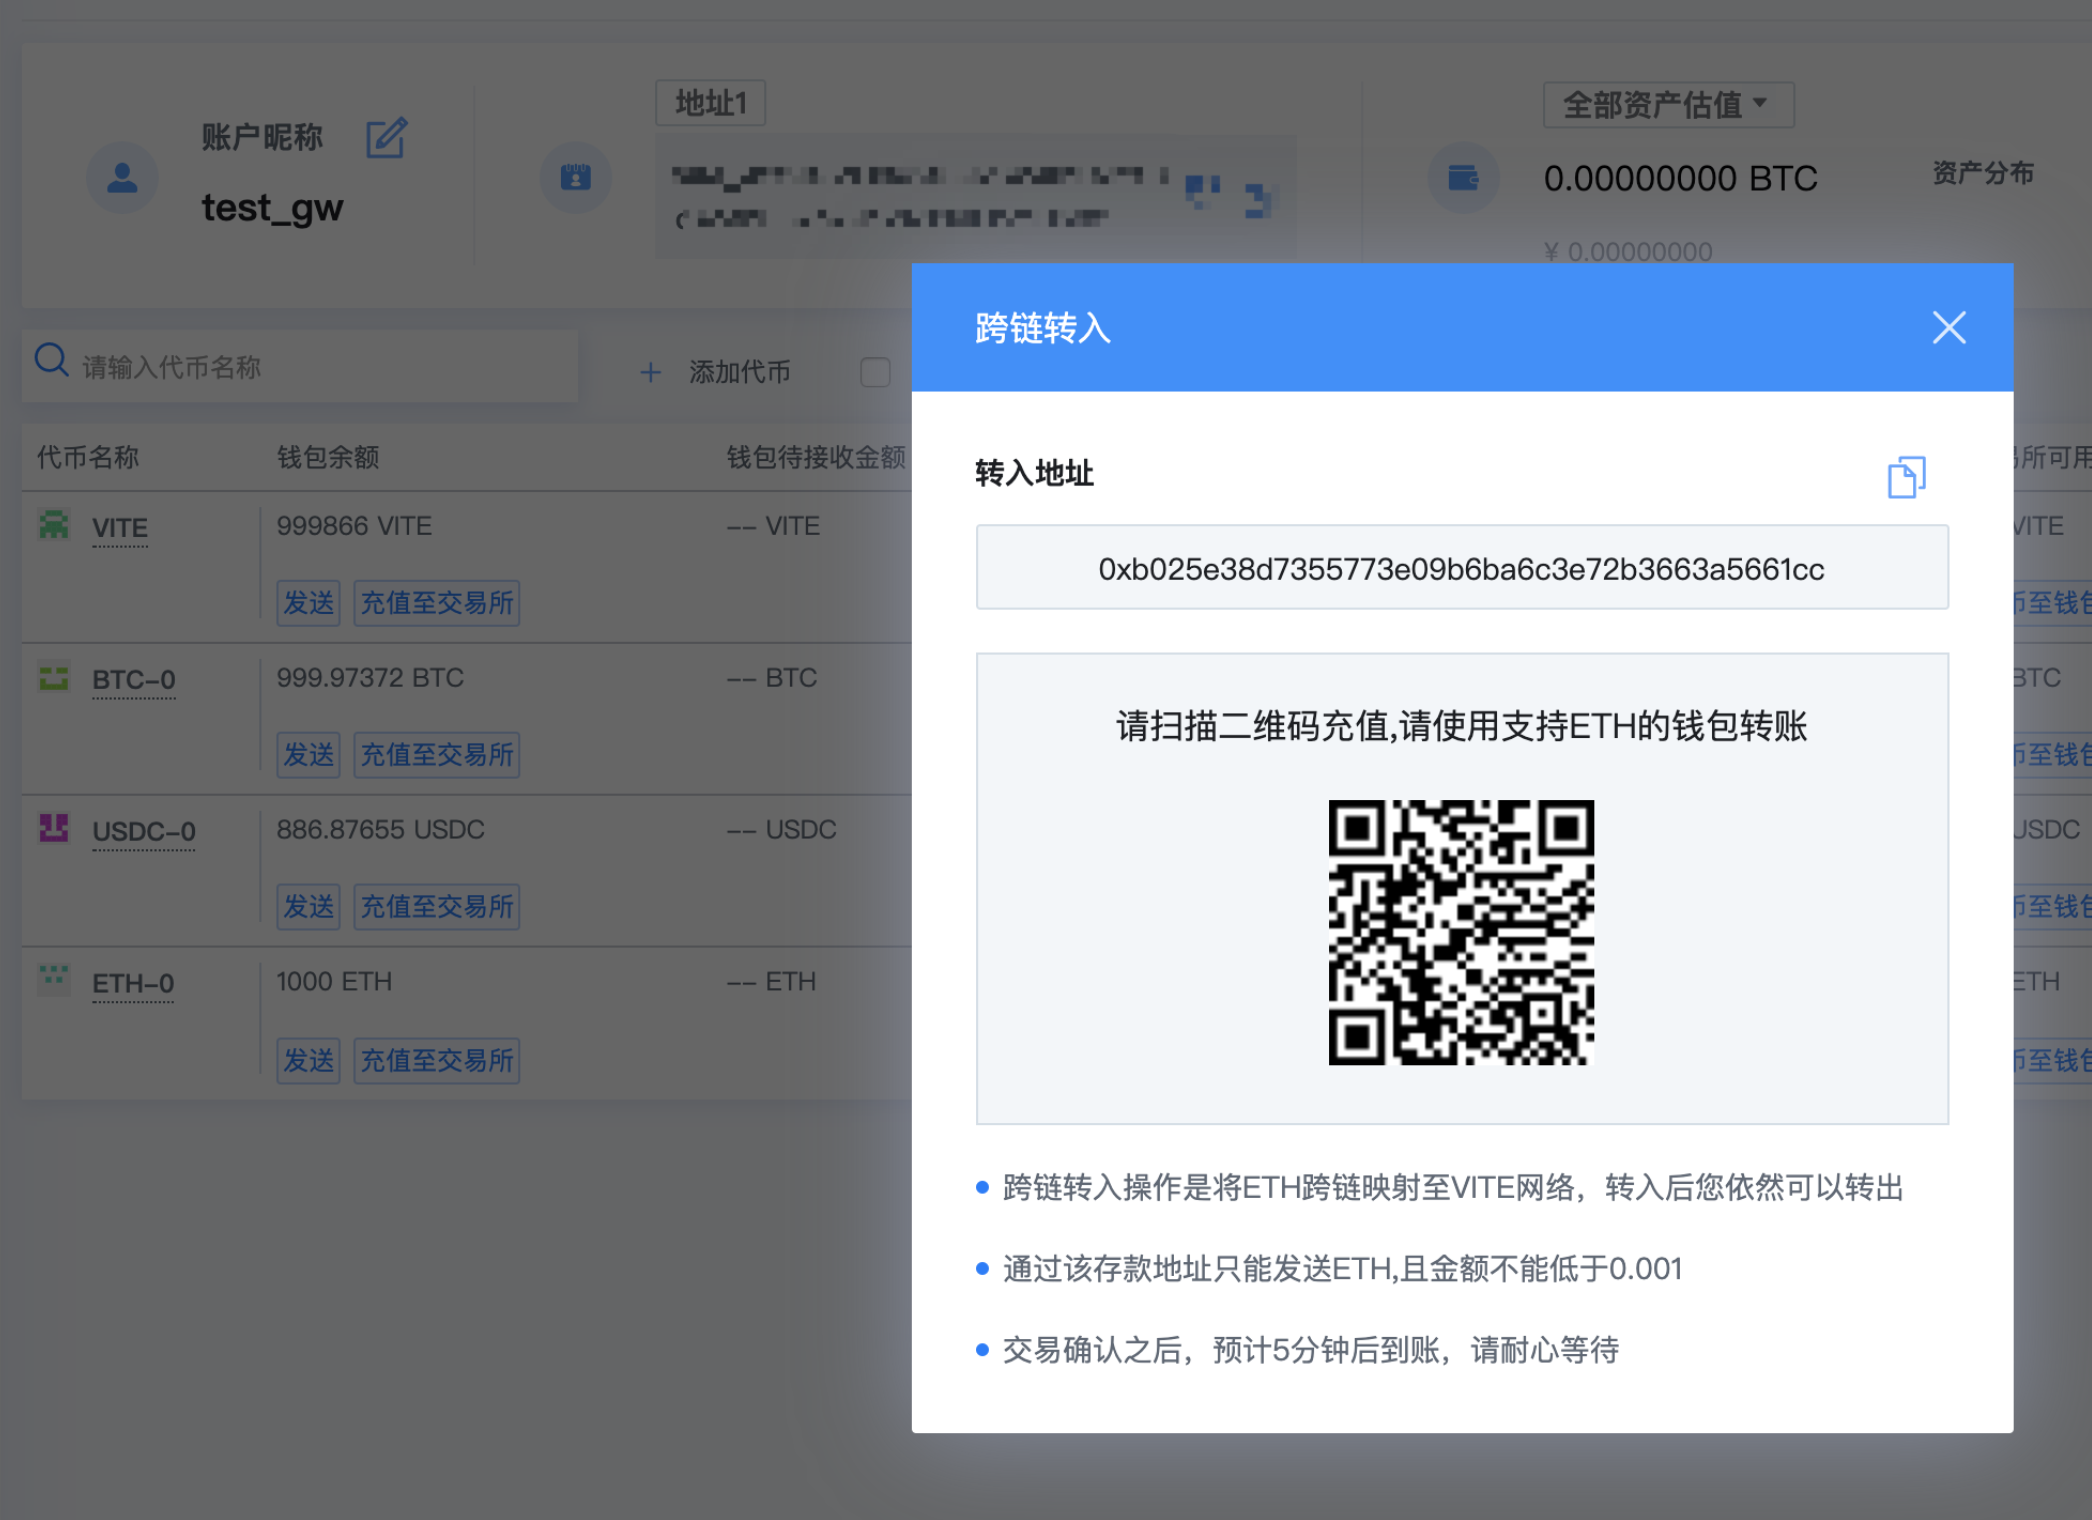 账户昵称
test_gw
地址1
全部资产估值
0.00000000 BTC
¥ 0.00000000
资产分布
请输入代币名称
+ 添加代币
代币名称 钱包余额 钱包待接收金额 所可用
VITE 999866 VITE -- VITE VITE
发送 充值至交易所 币至钱包
BTC-0 999.97372 BTC -- BTC BTC
发送 充值至交易所 币至钱包
USDC-0 886.87655 USDC -- USDC USDC
发送 充值至交易所 币至钱包
ETH-0 1000 ETH -- ETH ETH
发送 充值至交易所 币至钱包
跨链转入
转入地址
0xb025e38d7355773e09b6ba6c3e72b3663a5661cc
请扫描二维码充值,请使用支持ETH的钱包转账
跨链转入操作是将ETH跨链映射至VITE网络，转入后您依然可以转出
通过该存款地址只能发送ETH,且金额不能低于0.001
交易确认之后，预计5分钟后到账，请耐心等待